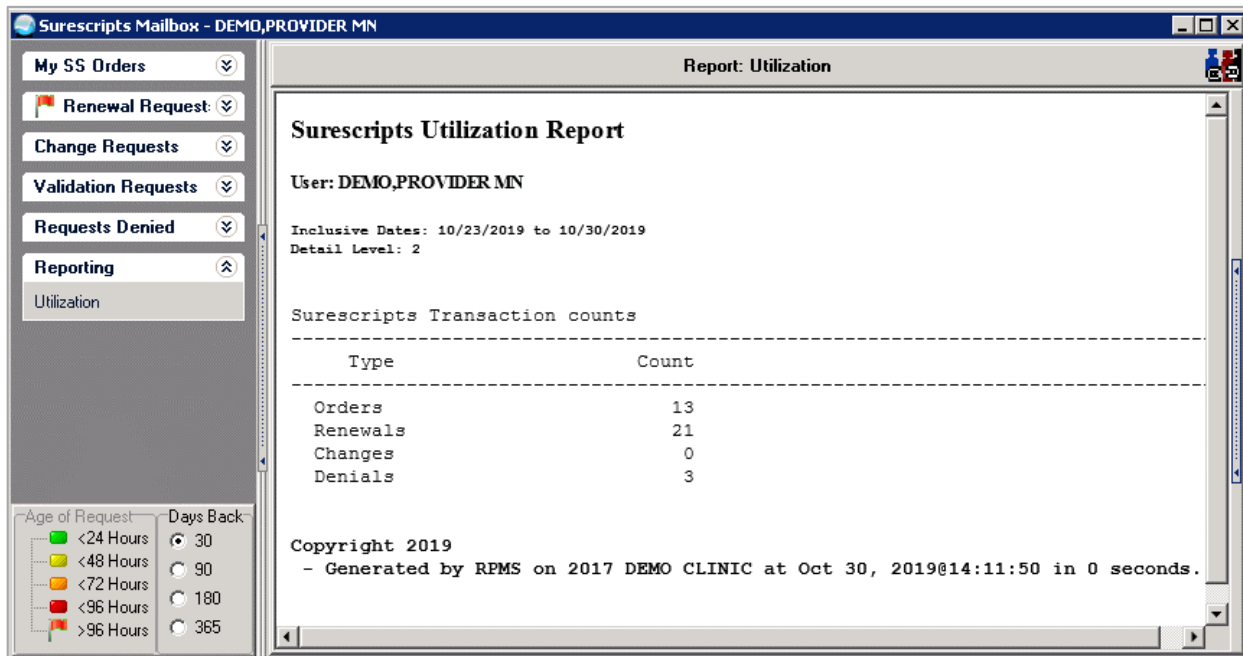 Surescripts Mailbox - DEMO,PROVIDER MN
My SS Orders
Renewal Request
Change Requests
Validation Requests
Requests Denied
Reporting
Utilization
Age of Request
<24 Hours
<48 Hours
<72 Hours
<96 Hours
>96 Hours
Days Back
30
90
180
365
Report: Utilization
Surescripts Utilization Report
User: DEMO,PROVIDER MN
Inclusive Dates: 10/23/2019 to 10/30/2019
Detail Level: 2
Surescripts Transaction counts
Type Count
Orders 13
Renewals 21
Changes 0
Denials 3
Copyright 2019
- Generated by RPMS on 2017 DEMO CLINIC at Oct 30, 2019@14:11:50 in 0 seconds.